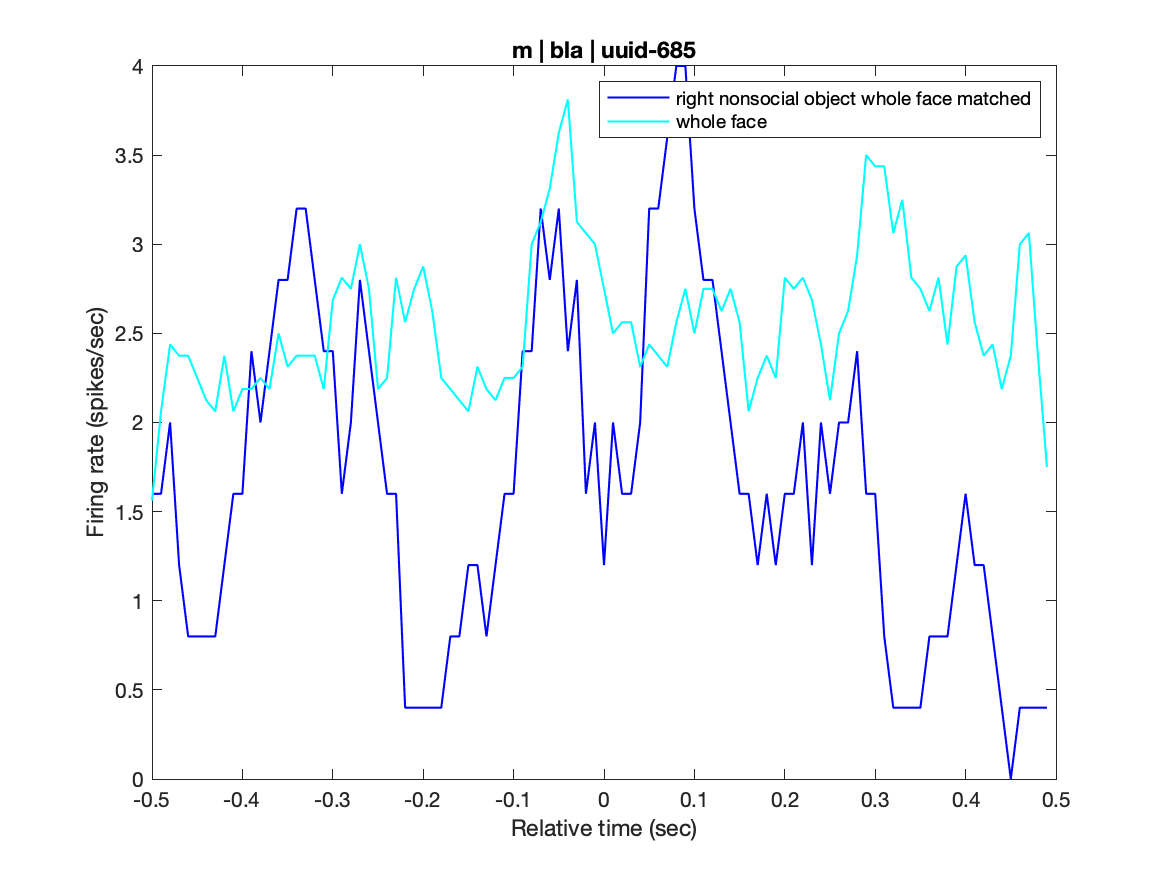 m | bla | uuid-685
right nonsocial object whole face matched
whole face
4
3.5
3
2.5
2
1.5
1
0.5
0
Firing rate (spikes/sec)
-0.5 -0.4 -0.3 -0.2 -0.1 0 0.1 0.2 0.3 0.4 0.5
Relative time (sec)